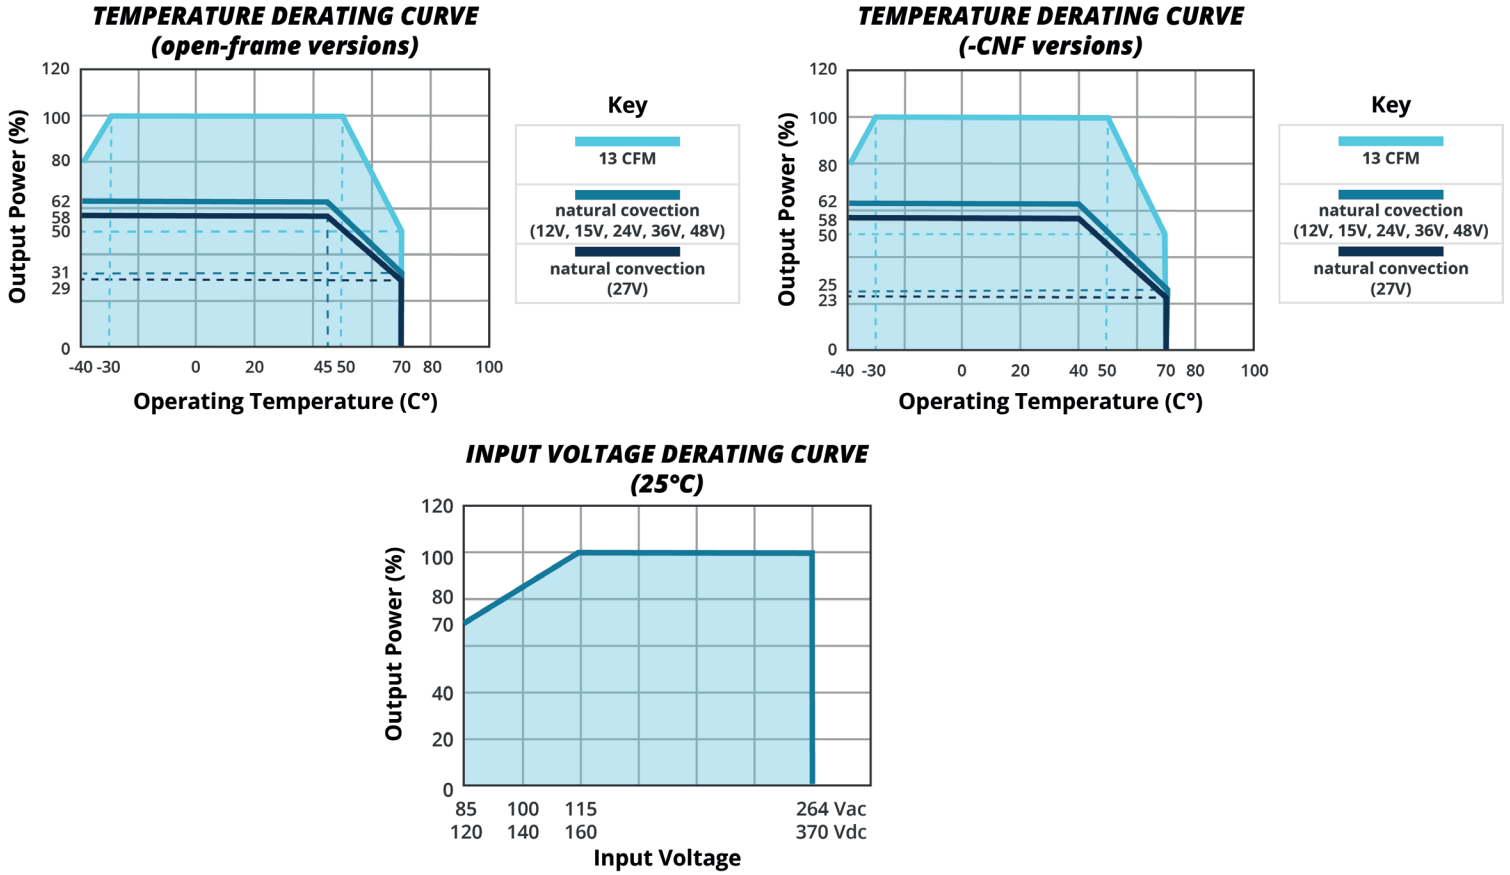 TEMPERATURE DERATING CURVE
(open-frame versions)
120
100
80
62
58
50
31
29
0
Output Power (%)
-40 -30 0 20 45 50 70 80 100
Operating Temperature (C°)
Key
13 CFM
natural covection
(12V, 15V, 24V, 36V, 48V)
natural convection
(27V)
TEMPERATURE DERATING CURVE
(-CNF versions)
120
100
80
62
58
50
25
23
0
Output Power (%)
-40 -30 0 20 40 50 70 80 100
Operating Temperature (C°)
Key
13 CFM
natural covection
(12V, 15V, 24V, 36V, 48V)
natural convection
(27V)
INPUT VOLTAGE DERATING CURVE
(25°C)
120
100
80
70
40
20
0
Output Power (%)
85 100 115 264 Vac
120 140 160 370 Vdc
Input Voltage